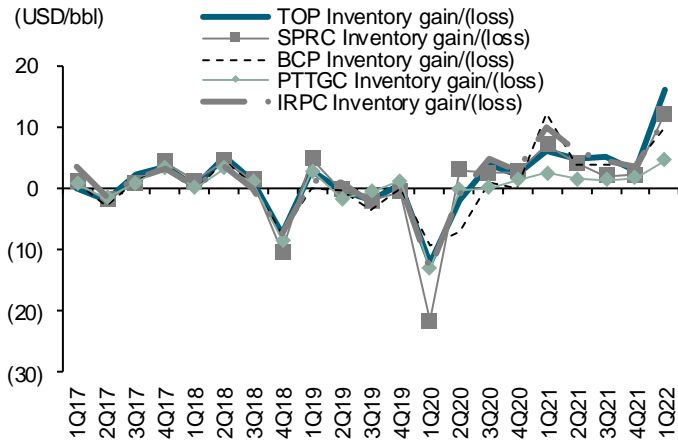 (USD/bbl)
TOP Inventory gain/(loss)
SPRC Inventory gain/(loss)
BCP Inventory gain/(loss)
PTTGC Inventory gain/(loss)
IRPC Inventory gain/(loss)
20
10
0
(10)
(20)
(30)
1Q17
2Q17
3Q17
4Q17
1Q18
2Q18
3Q18
4Q18
1Q19
2Q19
3Q19
4Q19
1Q20
2Q20
3Q20
4Q20
1Q21
2Q21
3Q21
4Q21
1Q22